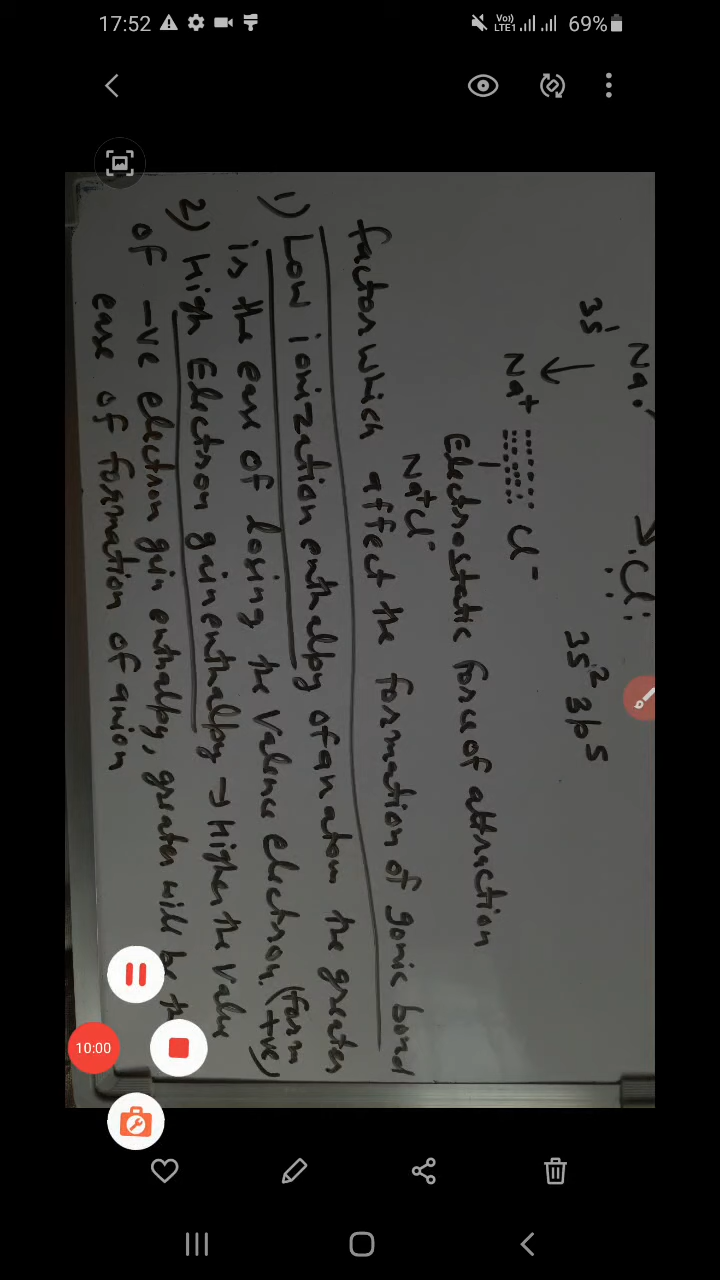 17:52
Vo)) LTE1 69%
Na.
.Cl:
3s1
3s2 3p5
Na+ Cl-
Electrostatic force of attraction
Na+Cl-
factor which affect the formation of Ionic bond
1) Low ionization enthalpy of an atom the greater
is the ease of losing the valence electron. (form +ve)
2) High Electron gain enthalpy → Higher the value
of -ve electron gain enthalpy, greater will be
ease of formation of anion
10:00